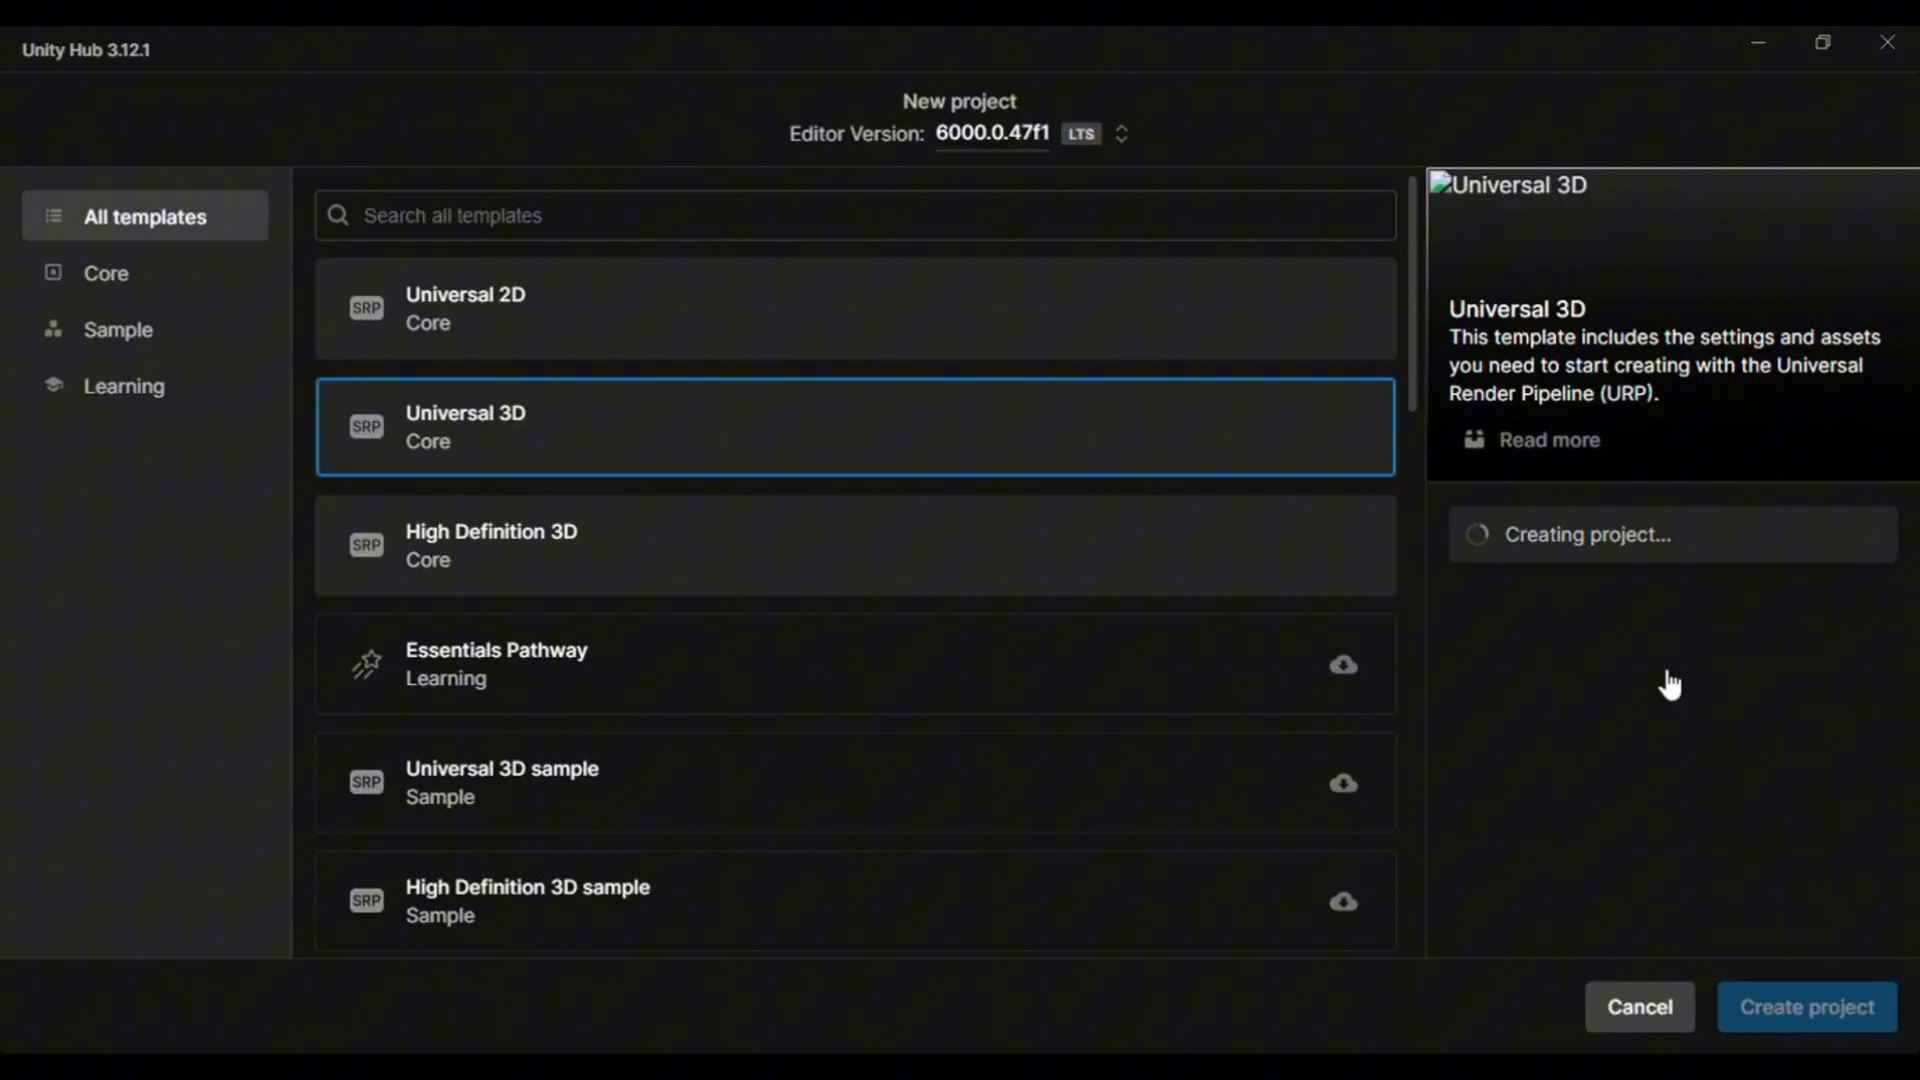 Unity Hub 3.12.1
New project
Editor Version: 6000.0.47f1 LTS
All templates
Core
Sample
Learning
Search all templates
SRP
Universal 2D
Core
SRP
Universal 3D
Core
SRP
High Definition 3D
Core
Essentials Pathway
Learning
SRP
Universal 3D sample
Sample
SRP
High Definition 3D sample
Sample
Universal 3D
Universal 3D
This template includes the settings and assets
you need to start creating with the Universal
Render Pipeline (URP).
Read more
Creating project...
Cancel
Create project